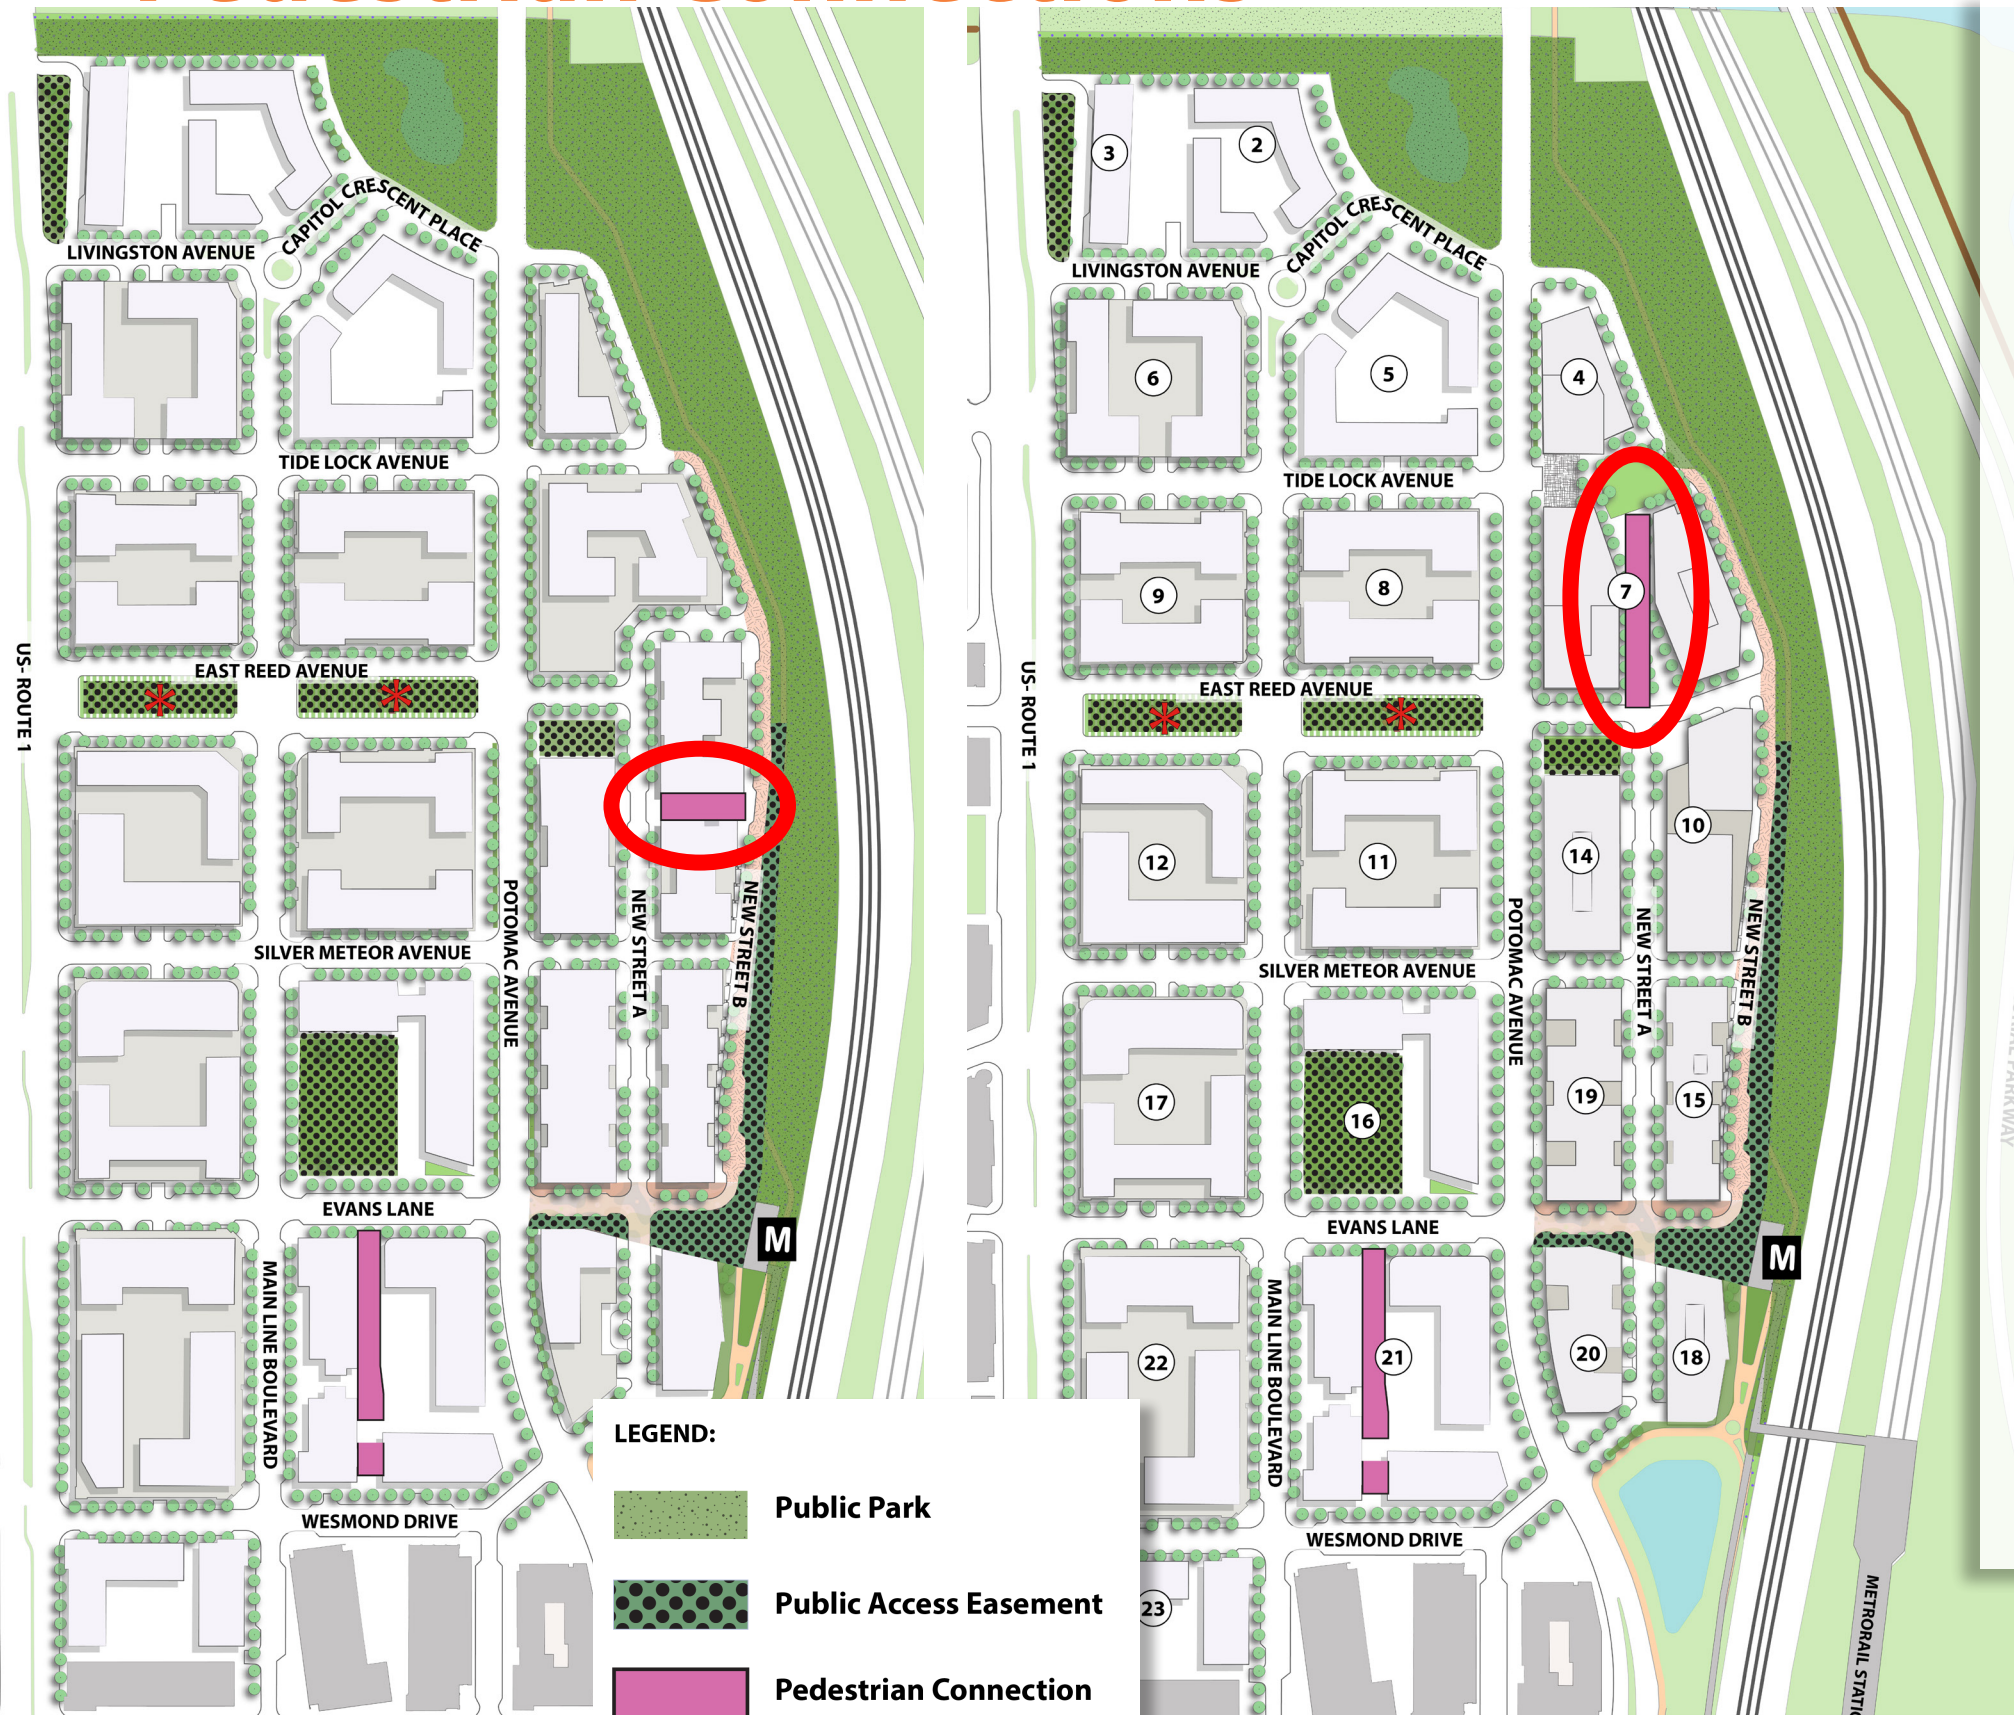 LIVINGSTON AVENUE
CAPITOL CRESCENT PLACE
TIDE LOCK AVENUE
EAST REED AVENUE
US- ROUTE 1
POTOMAC AVENUE
NEW STREET A
NEW STREET B
SILVER METEOR AVENUE
EVANS LANE
M
MAIN LINE BOULEVARD
WESMOND DRIVE
LEGEND:
Public Park
Public Access Easement
Pedestrian Connection
3
2
LIVINGSTON AVENUE
CAPITOL CRESCENT PLACE
6
5
4
TIDE LOCK AVENUE
9
8
7
EAST REED AVENUE
US- ROUTE 1
12
11
14
10
POTOMAC AVENUE
NEW STREET A
NEW STREET B
SILVER METEOR AVENUE
17
16
19
15
EVANS LANE
M
MAIN LINE BOULEVARD
22
21
20
18
WESMOND DRIVE
23
METRORAIL
PARKWAY